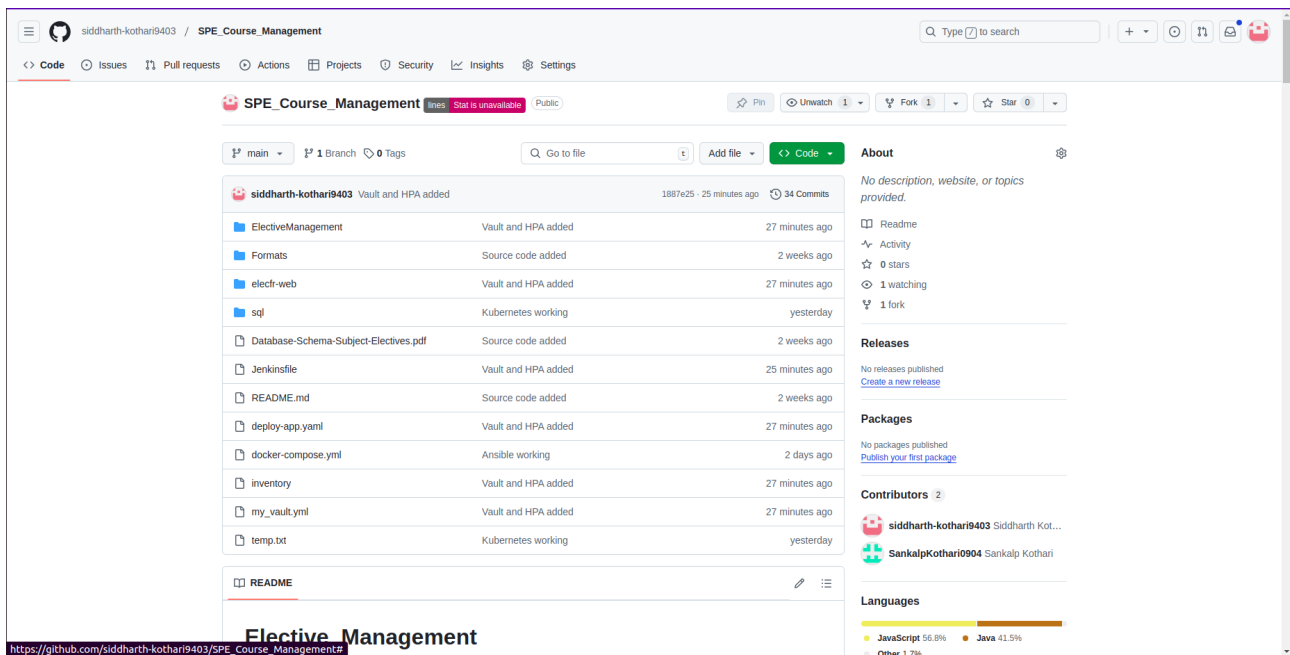 siddharth-kothari9403 / SPE_Course_Management
Type / to search
Code Issues Pull requests Actions Projects Security Insights Settings
SPE_Course_Management lines Stat is unavailable Public
Pin Unwatch 1 Fork 1 Star 0
main 1 Branch 0 Tags Go to file t Add file Code
siddharth-kothari9403 Vault and HPA added 1887e25 · 25 minutes ago 34 Commits
ElectiveManagement Vault and HPA added 27 minutes ago
Formats Source code added 2 weeks ago
elecfr-web Vault and HPA added 27 minutes ago
sql Kubernetes working yesterday
Database-Schema-Subject-Electives.pdf Source code added 2 weeks ago
Jenkinsfile Vault and HPA added 25 minutes ago
README.md Source code added 2 weeks ago
deploy-app.yaml Vault and HPA added 27 minutes ago
docker-compose.yml Ansible working 2 days ago
inventory Vault and HPA added 27 minutes ago
my_vault.yml Vault and HPA added 27 minutes ago
temp.txt Kubernetes working yesterday
README
Elective_Management
About
No description, website, or topics
provided.
Readme
Activity
0 stars
1 watching
1 fork
Releases
No releases published
Create a new release
Packages
No packages published
Publish your first package
Contributors 2
siddharth-kothari9403 Siddharth Kot...
SankalpKothari0904 Sankalp Kothari
Languages
JavaScript 56.8% Java 41.5%
Other 1.7%
https://github.com/siddharth-kothari9403/SPE_Course_Management#